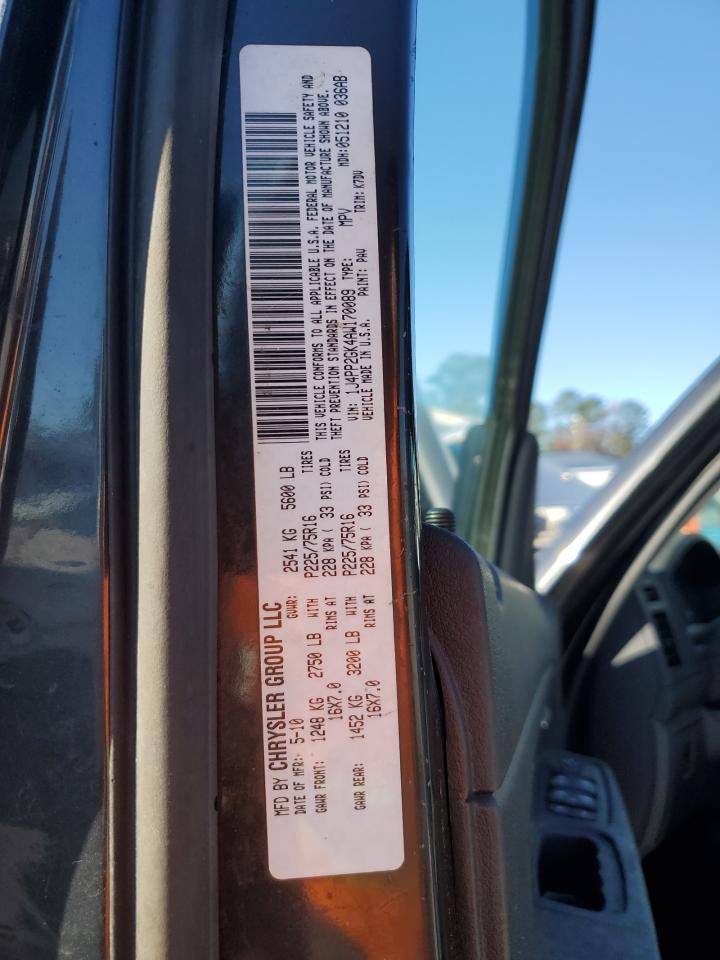 MFD BY CHRYSLER GROUP LLC
DATE OF MFR: 5-10 GVWR: 2541 KG 5600 LB
GAWR FRONT: 1248 KG 2750 LB WITH P225/75R16 TIRES
16X7.0 RIMS AT 228 KPA ( 33 PSI) COLD
GAWR REAR: 1452 KG 3200 LB WITH P225/75R16 TIRES
16X7.0 RIMS AT 228 KPA ( 33 PSI) COLD
THIS VEHICLE CONFORMS TO ALL APPLICABLE U.S.A. FEDERAL MOTOR VEHICLE SAFETY AND
THEFT PREVENTION STANDARDS IN EFFECT ON THE DATE OF MANUFACTURE SHOWN ABOVE.
VIN: 1J4PP2GK4AW170089 TYPE: MPV MDH:051210 036AB
VEHICLE MADE IN U.S.A. PAINT: PAV TRIM: K7DV